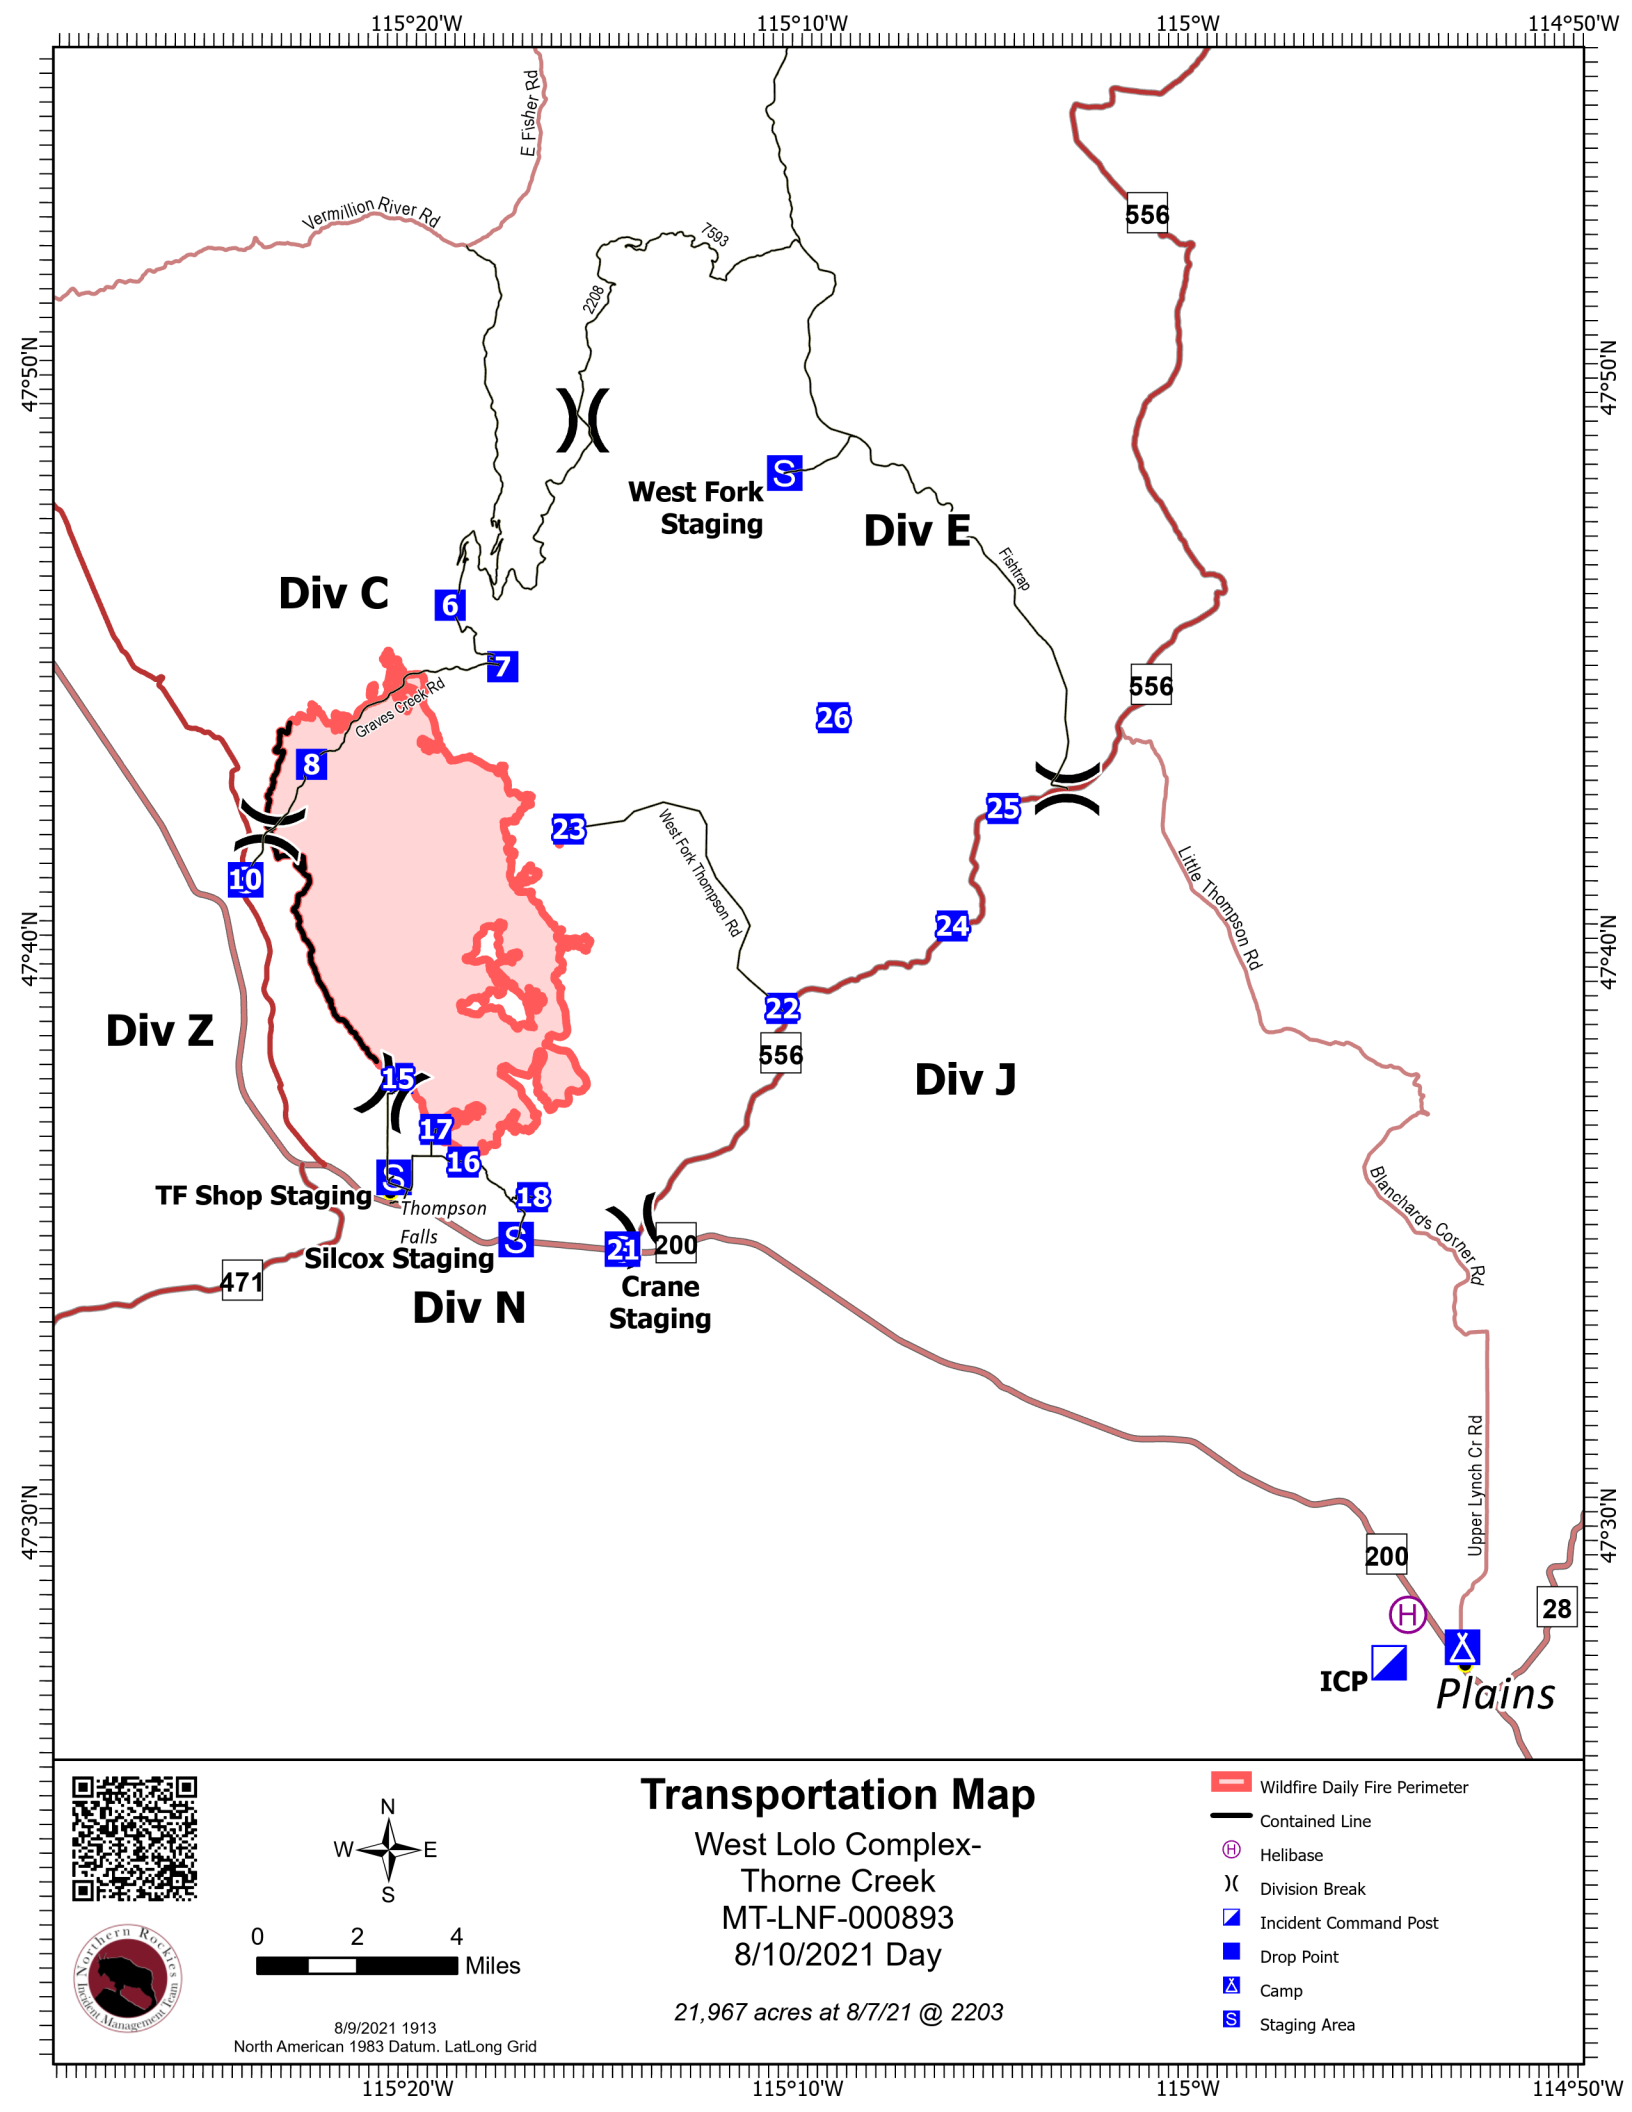 115°20'W 115°10'W 115°W 114°50'W
E Fisher Rd
Vermillion River Rd
7593
2208
556
47°50'N
47°50'N
S
West Fork
Staging
Div E
Fishtrap
Div C
6
7
556
Graves Creek Rd
26
8
25
23
West Fork Thompson Rd
Little Thompson Rd
10
24
47°40'N
47°40'N
22
Div Z
556
15
Div J
17
16
S
TF Shop Staging
18
Thompson
Falls
Blanchards Corner Rd
S
21
200
Silcox Staging
471
Crane
Staging
Div N
Upper Lynch Cr Rd
47°30'N
47°30'N
200
28
H
ICP
Plains
Transportation Map
West Lolo Complex-
Thorne Creek
MT-LNF-000893
8/10/2021 Day
21,967 acres at 8/7/21 @ 2203
N
W E
S
0 2 4
Miles
Northern Rockies
Incident Management Team
8/9/2021 1913
North American 1983 Datum. LatLong Grid
Wildfire Daily Fire Perimeter
Contained Line
H Helibase
Division Break
Incident Command Post
Drop Point
Camp
S Staging Area
115°20'W 115°10'W 115°W 114°50'W